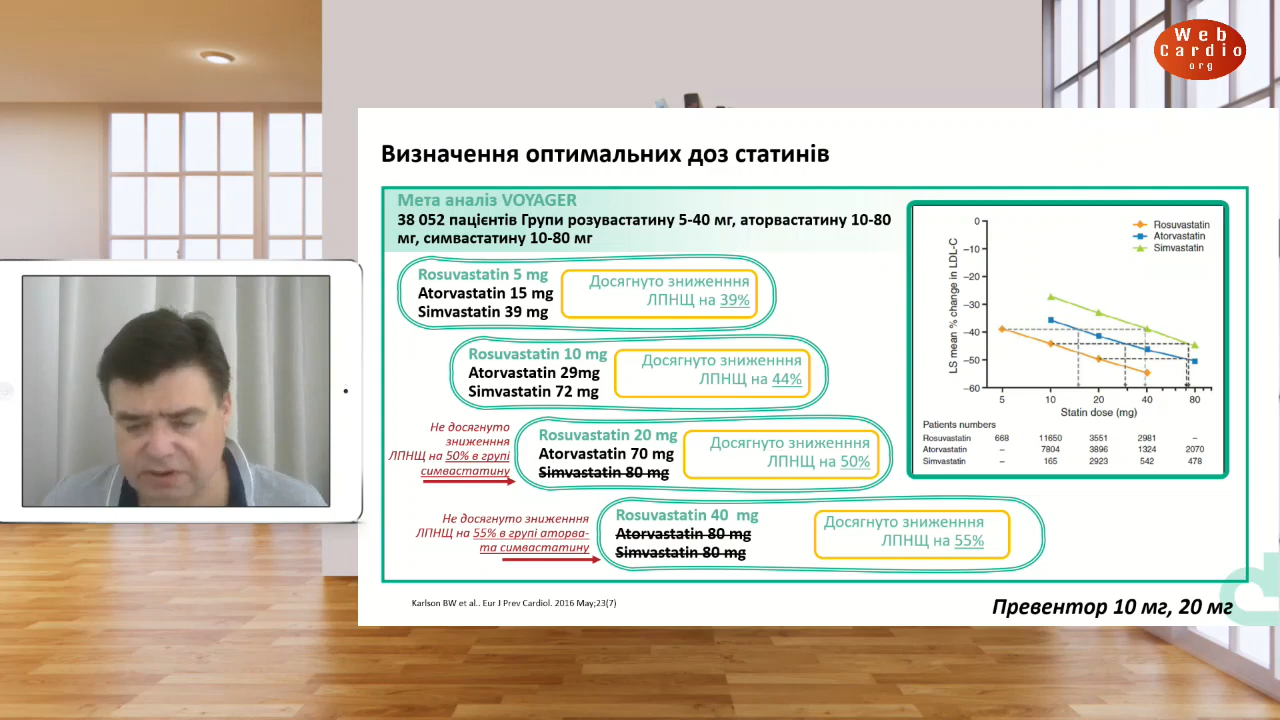 Web
Cardio
org
Визначення оптимальних доз статинів
Мета аналіз VOYAGER
38 052 пацієнтів Групи розувастатину 5-40 мг, аторвастатину 10-80
мг, симвастатину 10-80 мг
Rosuvastatin 5 mg
Atorvastatin 15 mg
Simvastatin 39 mg
Досягнуто зниженння
ЛПНЩ на 39%
Rosuvastatin 10 mg
Atorvastatin 29mg
Simvastatin 72 mg
Досягнуто зниженння
ЛПНЩ на 44%
Не досягнуто
зниженння
ЛПНЩ на 50% в групі
симвастатину
Rosuvastatin 20 mg
Atorvastatin 70 mg
Simvastatin 80 mg
Досягнуто зниженння
ЛПНЩ на 50%
Не досягнуто зниженння
ЛПНЩ на 55% в групі аторва-
та симвастатину
Rosuvastatin 40 mg
Atorvastatin 80 mg
Simvastatin 80 mg
Досягнуто зниженння
ЛПНЩ на 55%
LS mean % change in LDL-C
0
–10
–20
–30
–40
–50
–60
Rosuvastatin
Atorvastatin
Simvastatin
5 10 20 40 80
Statin dose (mg)
Patients numbers
Rosuvastatin 668 11650 3551 2981 –
Atorvastatin – 7804 3896 1324 2070
Simvastatin – 165 2923 542 478
Karlson BW et al.. Eur J Prev Cardiol. 2016 May;23(7)
Превентор 10 мг, 20 мг